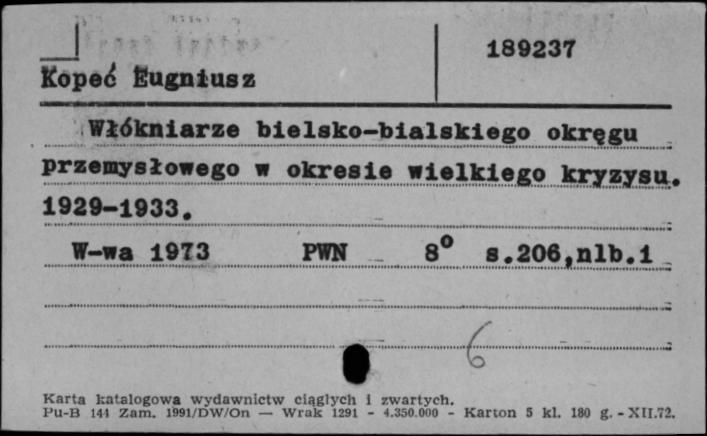 189237
Kopeć Eugniusz
Włókniarze bielsko-bialskiego okręgu
przemysłowego w okresie wielkiego kryzysu.
1929-1933.
W-wa 1973 PWN 8° s.206,nlb.1
6
Karta katalogowa wydawnictw ciągłych i zwartych.
Pu-B 141 Zam. 1991/DW/On — Wrak 1291 - 4.350.000 - Karton 5 kl. 180 g. - XII.72.